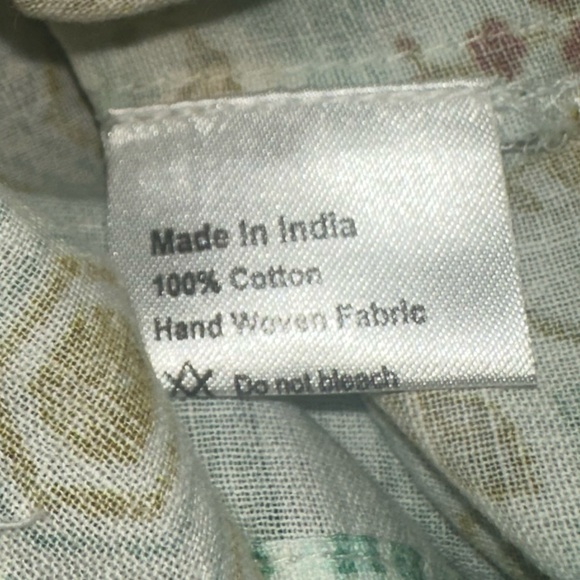 Made In India
100% Cotton
Hand Woven Fabric
Do not bleach